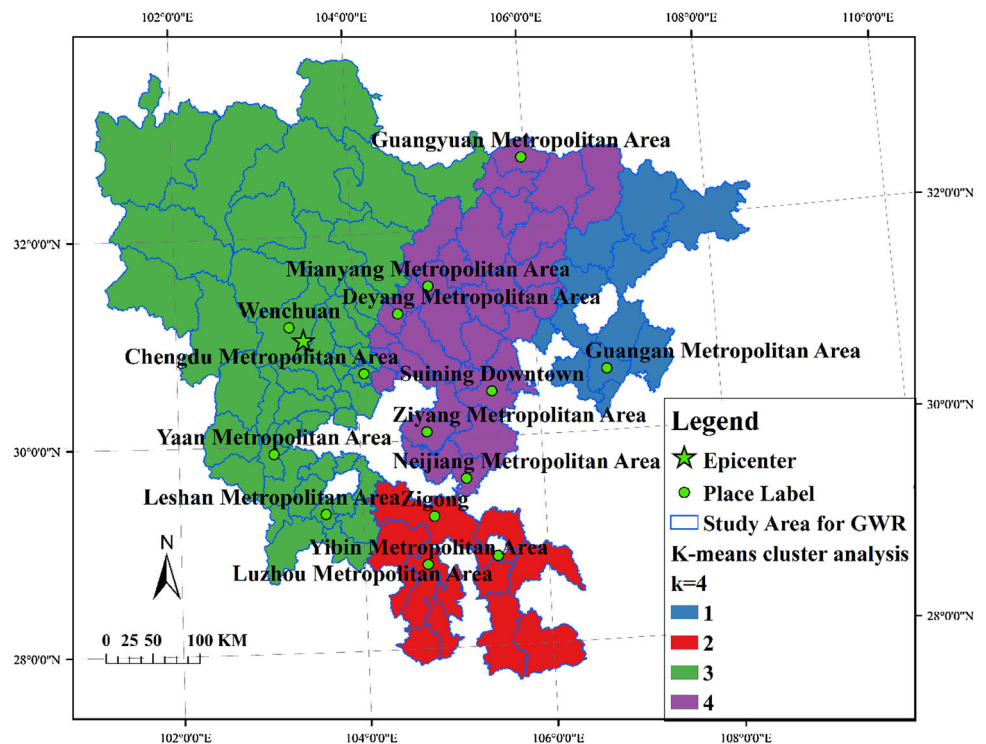 102°0'0"E 104°0'0"E 106°0'0"E 108°0'0"E 110°0'0"E
Guangyuan Metropolitan Area
32°0'0"N
32°0'0"N
Mianyang Metropolitan Area
Deyang Metropolitan Area
Wenchuan
Chengdu Metropolitan Area
Guangan Metropolitan Area
Suining Downtown
30°0'0"N
Ziyang Metropolitan Area
Yaan Metropolitan Area
30°0'0"N
Neijiang Metropolitan Area
Leshan Metropolitan Area
Zigong
Yibin Metropolitan Area
Luzhou Metropolitan Area
N
0 25 50 100 KM
28°0'0"N
28°0'0"N
Legend
Epicenter
Place Label
Study Area for GWR
K-means cluster analysis
k=4
1
2
3
4
102°0'0"E 104°0'0"E 106°0'0"E 108°0'0"E